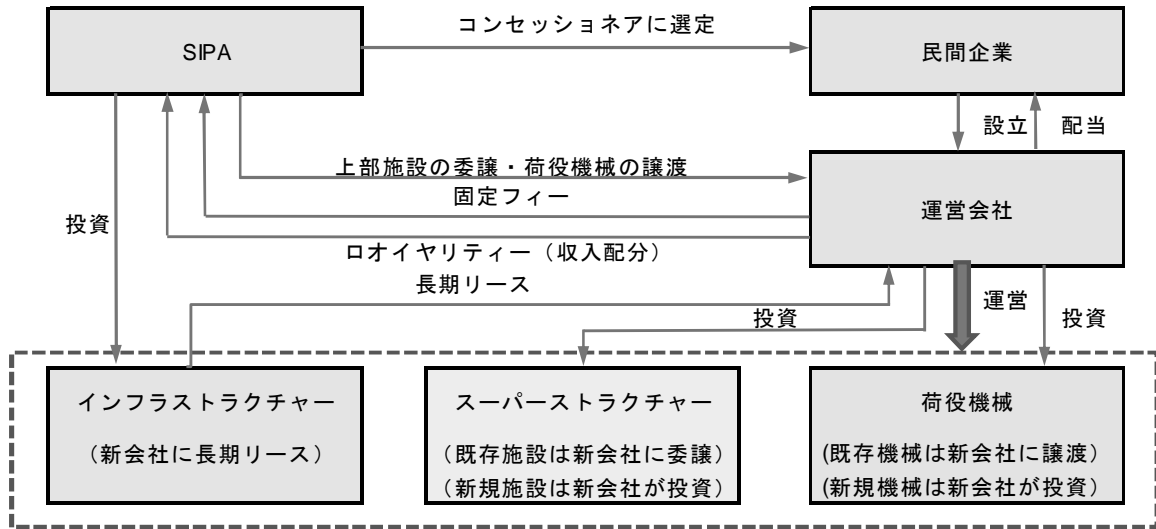 コンセッショネアに選定
SIPA
民間企業
設立
配当
上部施設の委譲・荷役機械の譲渡
固定フィー
運営会社
投資
ロオイヤリティー（収入配分）
長期リース
運営
投資
投資
インフラストラクチャー
（新会社に長期リース）
スーパーストラクチャー
（既存施設は新会社に委譲）
（新規施設は新会社が投資）
荷役機械
(既存機械は新会社に譲渡）
(新規機械は新会社が投資）